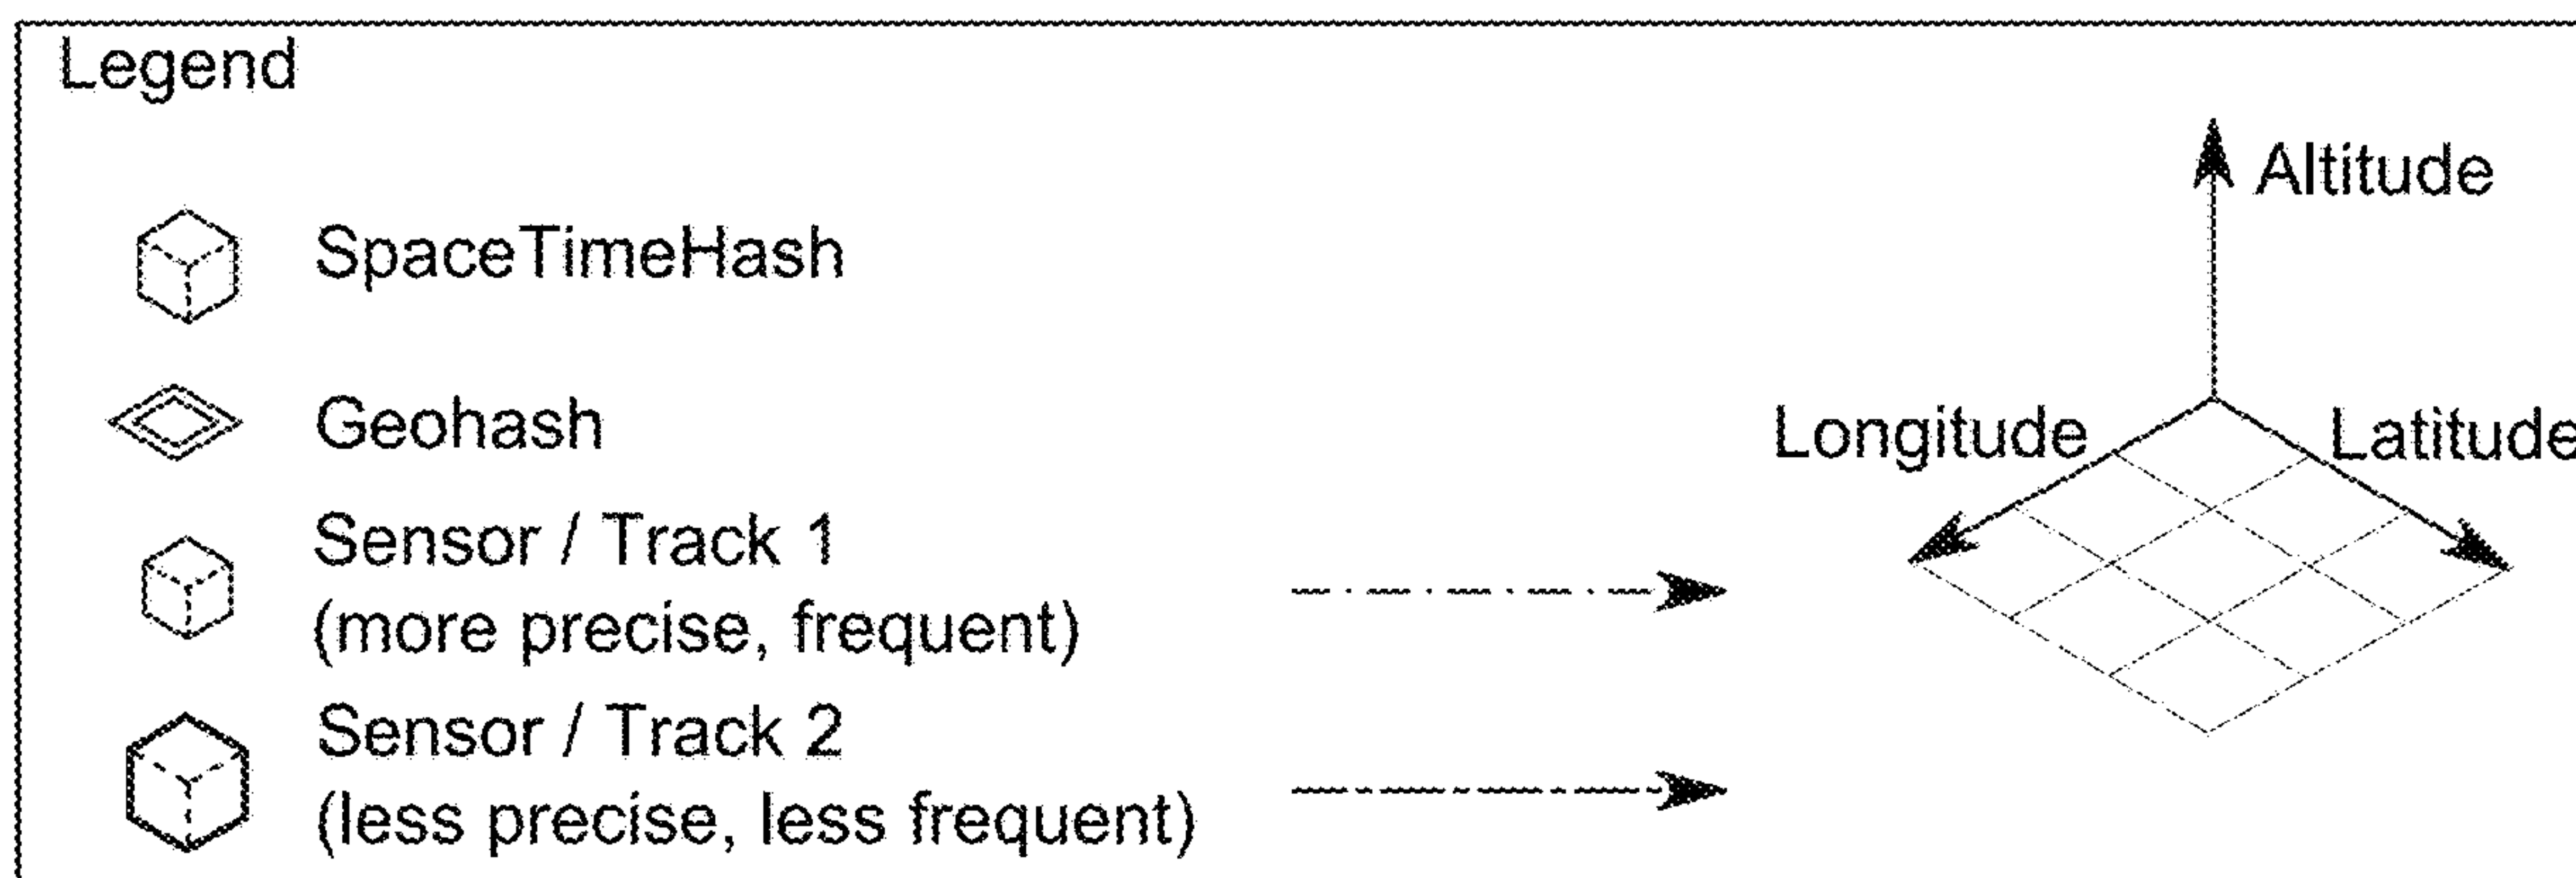 Legend
Altitude
SpaceTimeHash
Geohash
Longitude
Latitude
Sensor / Track 1
(more precise, frequent)
Sensor / Track 2
(less precise, less frequent)